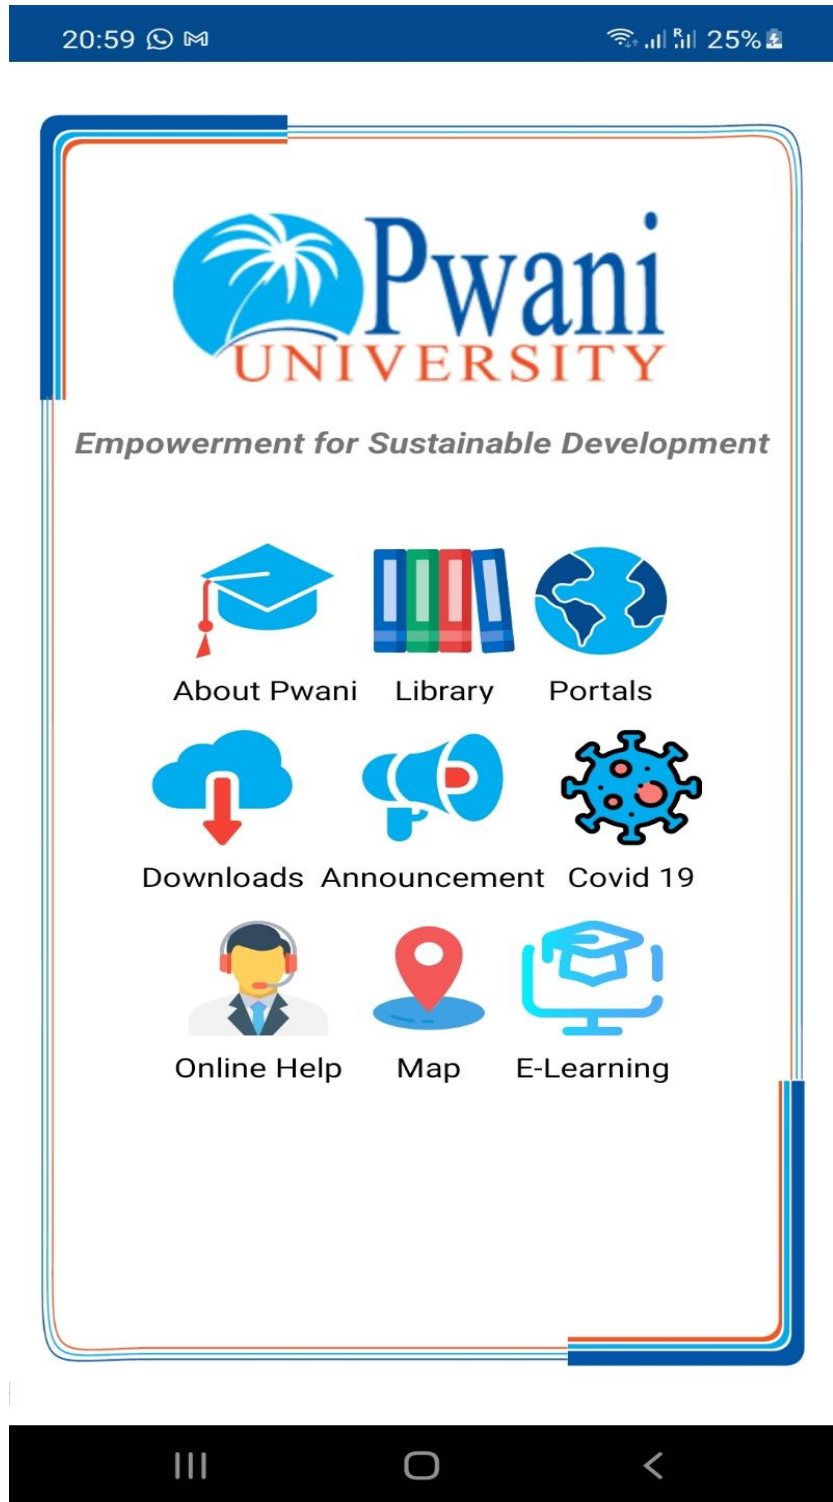 20:59 R 25%
Pwani
UNIVERSITY
Empowerment for Sustainable Development
About Pwani Library Portals
Downloads Announcement Covid 19
Online Help Map E-Learning